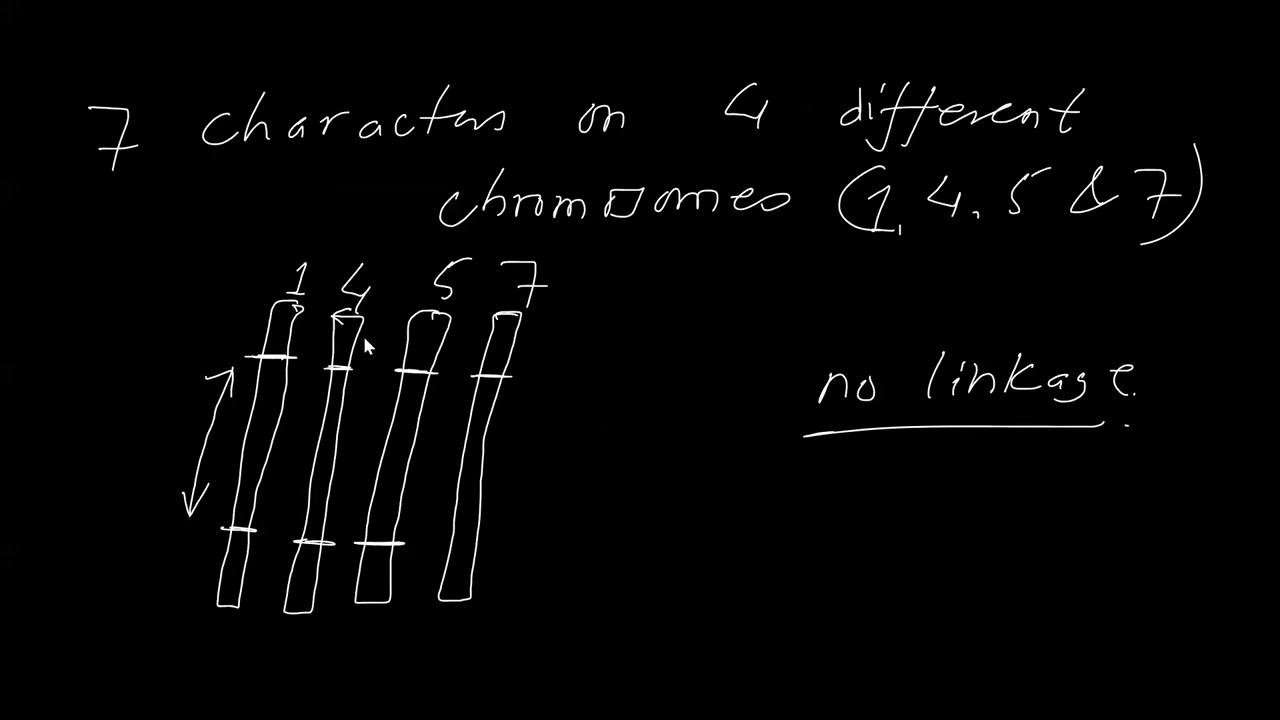 7 characters on 4 different
chromosomes (1, 4, 5 & 7)
1 4 5 7
no linkage.